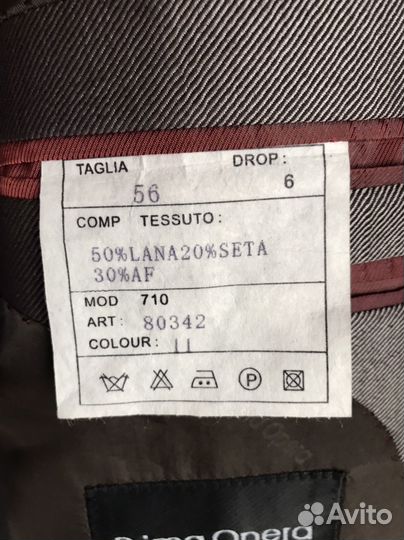 TAGLIA DROP:
56 6
COMP TESSUTO:
50%LANA20%SETA
30%AF
MOD 710
ART: 80342
COLOUR: 11
P
Opera
Avito